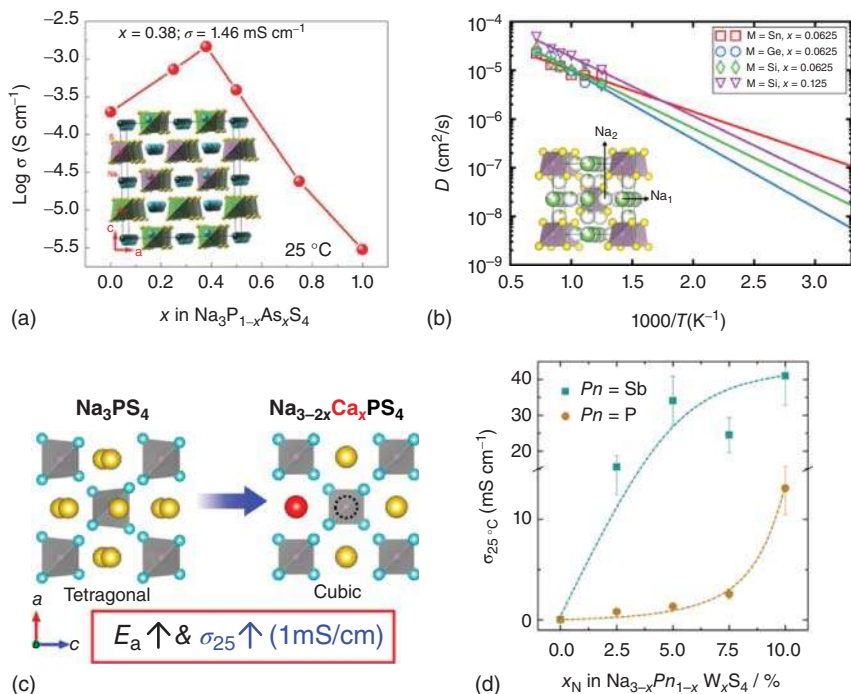 x = 0.38; σ = 1.46 mS cm⁻¹
−2.5
−3.0
−3.5
−4.0
−4.5
−5.0
−5.5
Log σ (S cm⁻¹)
Na
c
a
25 °C
0.0 0.2 0.4 0.6 0.8 1.0
x in Na₃P₁₋ₓAsₓS₄
(a)
10⁻⁴
10⁻⁵
10⁻⁶
10⁻⁷
10⁻⁸
10⁻⁹
D (cm²/s)
M = Sn, x = 0.0625
M = Ge, x = 0.0625
M = Si, x = 0.0625
M = Si, x = 0.125
Na₂
Na₁
0.5 1.0 1.5 2.0 2.5 3.0
1000/T(K⁻¹)
(b)
Na₃PS₄
Na₃₋₂ₓCaₓPS₄
Tetragonal
Cubic
a
c
Eₐ ↑ & σ₂₅ ↑ (1mS/cm)
(c)
Pn = Sb
Pn = P
40
30
20
10
0
σ₂₅ °C (mS cm⁻¹)
0.0 2.5 5.0 7.5 10.0
x_N in Na₃₋ₓPn₁₋ₓWₓS₄ / %
(d)